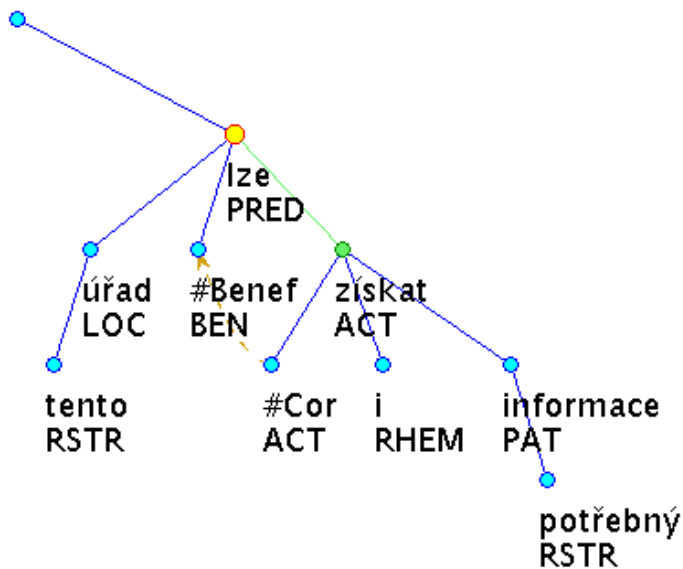 lze
PRED
úřad #Benef získat
LOC BEN ACT
tento #Cor i informace
RSTR ACT RHEM PAT
potřebný
RSTR